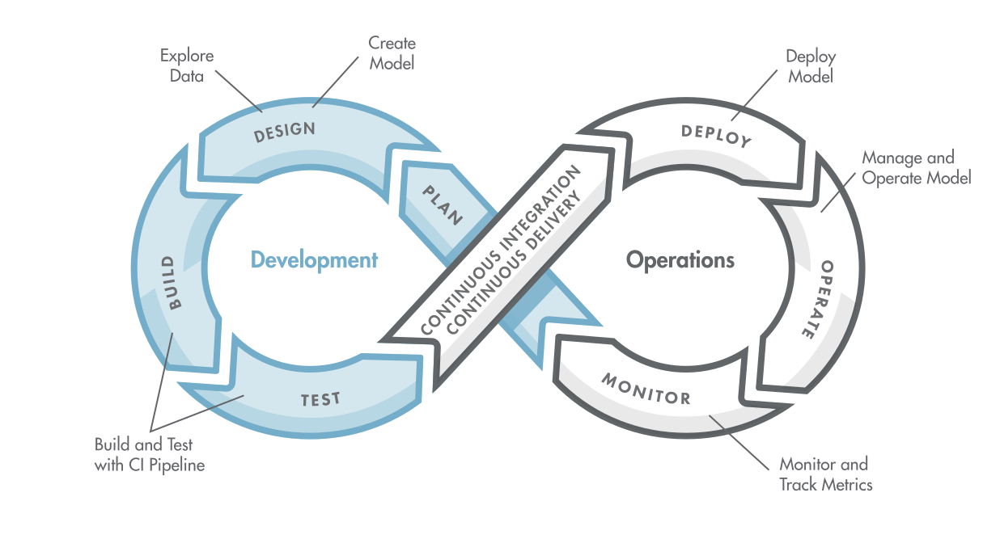 Explore
Data
Create
Model
DESIGN
PLAN
Development
BUILD
TEST
Build and Test
with CI Pipeline
CONTINUOUS INTEGRATION
CONTINUOUS DELIVERY
Deploy
Model
DEPLOY
Manage and
Operate Model
Operations
OPERATE
MONITOR
Monitor and
Track Metrics